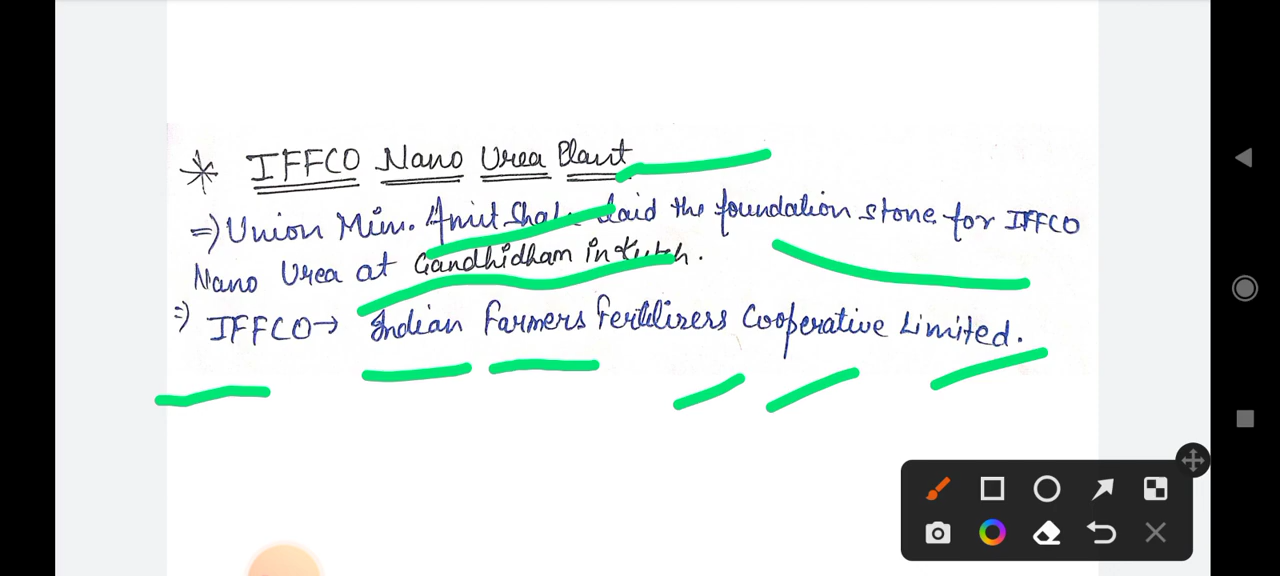 * IFFCO Nano Urea Plant
=> Union Min. Amit Shah laid the foundation stone for IFFCO
Nano Urea at Gandhidham in Kutch.
=> IFFCO → Indian Farmers Fertilizers Cooperative Limited.